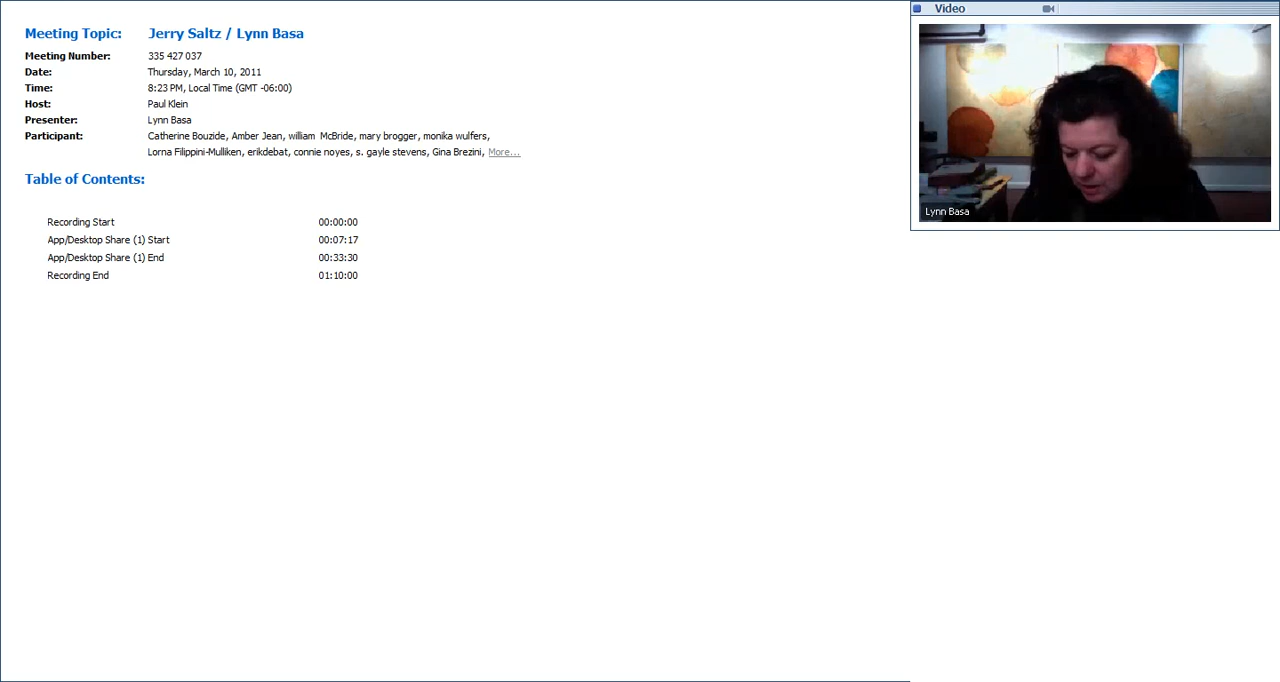 Meeting Topic: Jerry Saltz / Lynn Basa
Meeting Number: 335 427 037
Date: Thursday, March 10, 2011
Time: 8:23 PM, Local Time (GMT -06:00)
Host: Paul Klein
Presenter: Lynn Basa
Participant: Catherine Bouzide, Amber Jean, william McBride, mary brogger, monika wulfers,
Lorna Filippini-Mulliken, erikdebat, connie noyes, s. gayle stevens, Gina Brezini, More...
Table of Contents:
Recording Start 00:00:00
App/Desktop Share (1) Start 00:07:17
App/Desktop Share (1) End 00:33:30
Recording End 01:10:00
Video
Lynn Basa